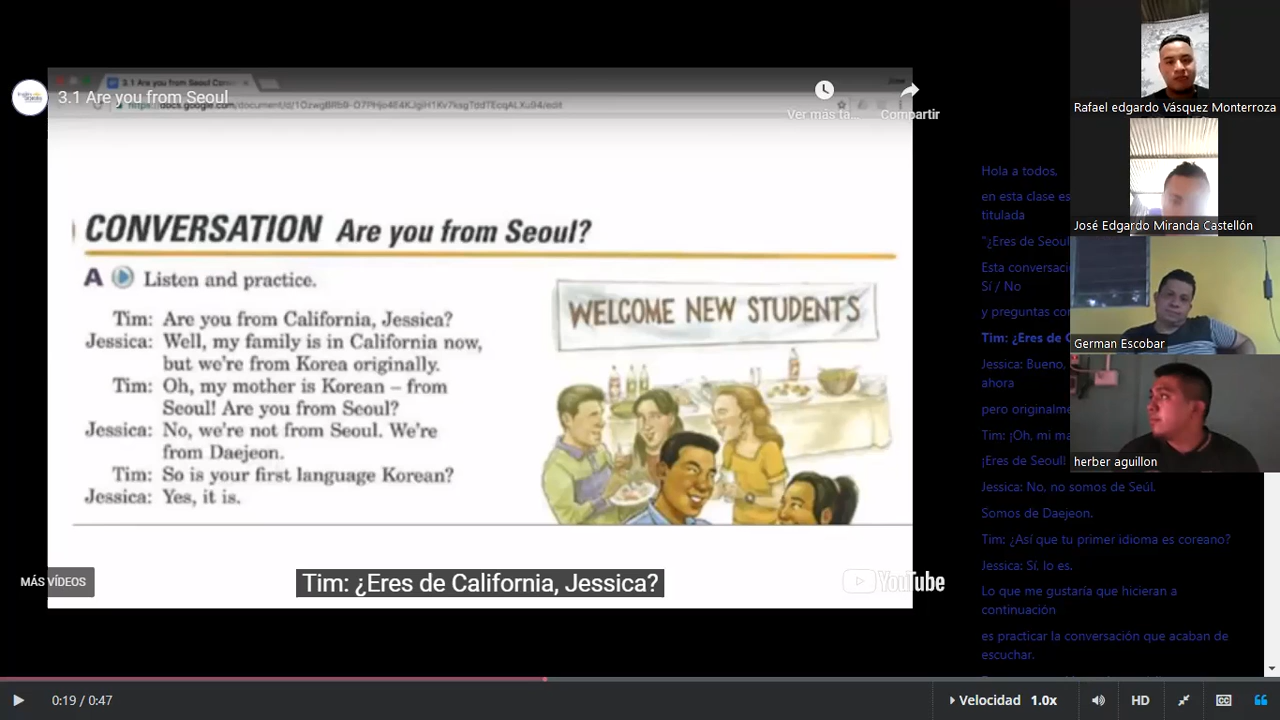 3.1 Are you from Seoul
Ver más ta...
Compartir
CONVERSATION Are you from Seoul?
A Listen and practice.
Tim: Are you from California, Jessica?
Jessica: Well, my family is in California now,
but we're from Korea originally.
Tim: Oh, my mother is Korean – from
Seoul! Are you from Seoul?
Jessica: No, we're not from Seoul. We're
from Daejeon.
Tim: So is your first language Korean?
Jessica: Yes, it is.
WELCOME NEW STUDENTS
MÁS VÍDEOS
Tim: ¿Eres de California, Jessica?
YouTube
Hola a todos,
en esta clase es
titulada
"¿Eres de Seoul
Esta conversaci
Sí / No
y preguntas con
Tim: ¿Eres de C
Jessica: Bueno,
ahora
pero originalme
Tim: ¡Oh, mi ma
¡Eres de Seoul!
Jessica: No, no somos de Seúl.
Somos de Daejeon.
Tim: ¿Así que tu primer idioma es coreano?
Jessica: Sí, lo es.
Lo que me gustaría que hicieran a
continuación
es practicar la conversación que acaban de
escuchar.
Rafael edgardo Vásquez Monterroza
José Edgardo Miranda Castellón
German Escobar
herber aguillon
0:19 / 0:47
Velocidad 1.0x
HD
CC